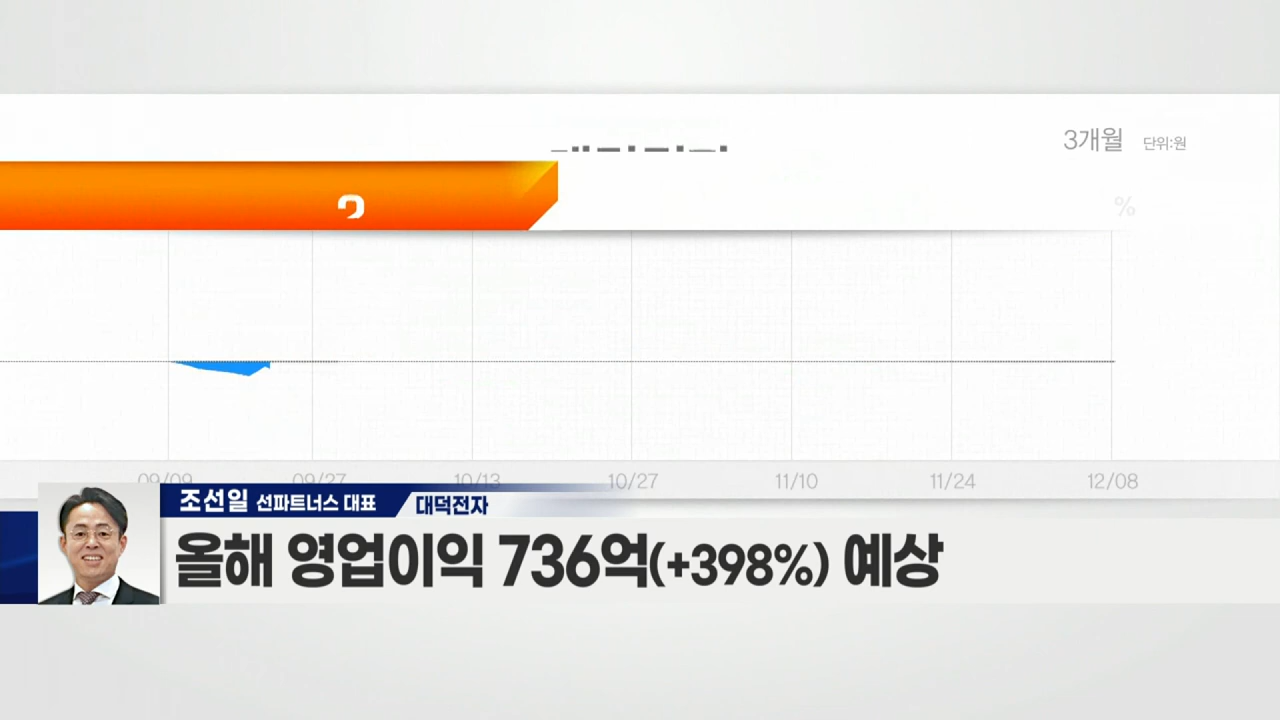 3개월 단위:원
%
09/09 09/27 10/13 10/27 11/10 11/24 12/08
조선일 선파트너스 대표 대덕전자
올해 영업이익 736억(+398%) 예상